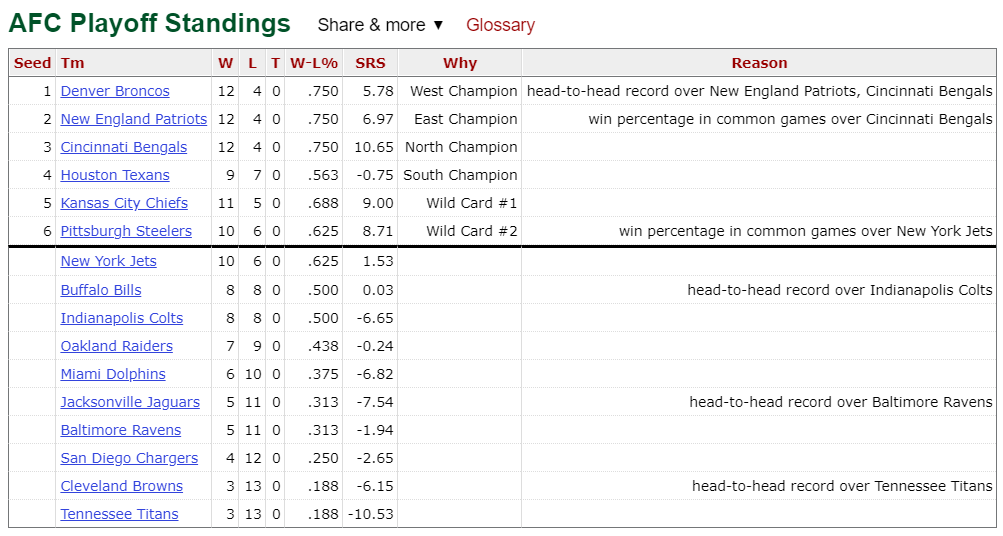 AFC Playoff Standings Share & more ▼ Glossary
Seed Tm W L T W-L% SRS Why Reason
1 Denver Broncos 12 4 0 .750 5.78 West Champion head-to-head record over New England Patriots, Cincinnati Bengals
2 New England Patriots 12 4 0 .750 6.97 East Champion win percentage in common games over Cincinnati Bengals
3 Cincinnati Bengals 12 4 0 .750 10.65 North Champion
4 Houston Texans 9 7 0 .563 -0.75 South Champion
5 Kansas City Chiefs 11 5 0 .688 9.00 Wild Card #1
6 Pittsburgh Steelers 10 6 0 .625 8.71 Wild Card #2 win percentage in common games over New York Jets
New York Jets 10 6 0 .625 1.53
Buffalo Bills 8 8 0 .500 0.03 head-to-head record over Indianapolis Colts
Indianapolis Colts 8 8 0 .500 -6.65
Oakland Raiders 7 9 0 .438 -0.24
Miami Dolphins 6 10 0 .375 -6.82
Jacksonville Jaguars 5 11 0 .313 -7.54 head-to-head record over Baltimore Ravens
Baltimore Ravens 5 11 0 .313 -1.94
San Diego Chargers 4 12 0 .250 -2.65
Cleveland Browns 3 13 0 .188 -6.15 head-to-head record over Tennessee Titans
Tennessee Titans 3 13 0 .188 -10.53